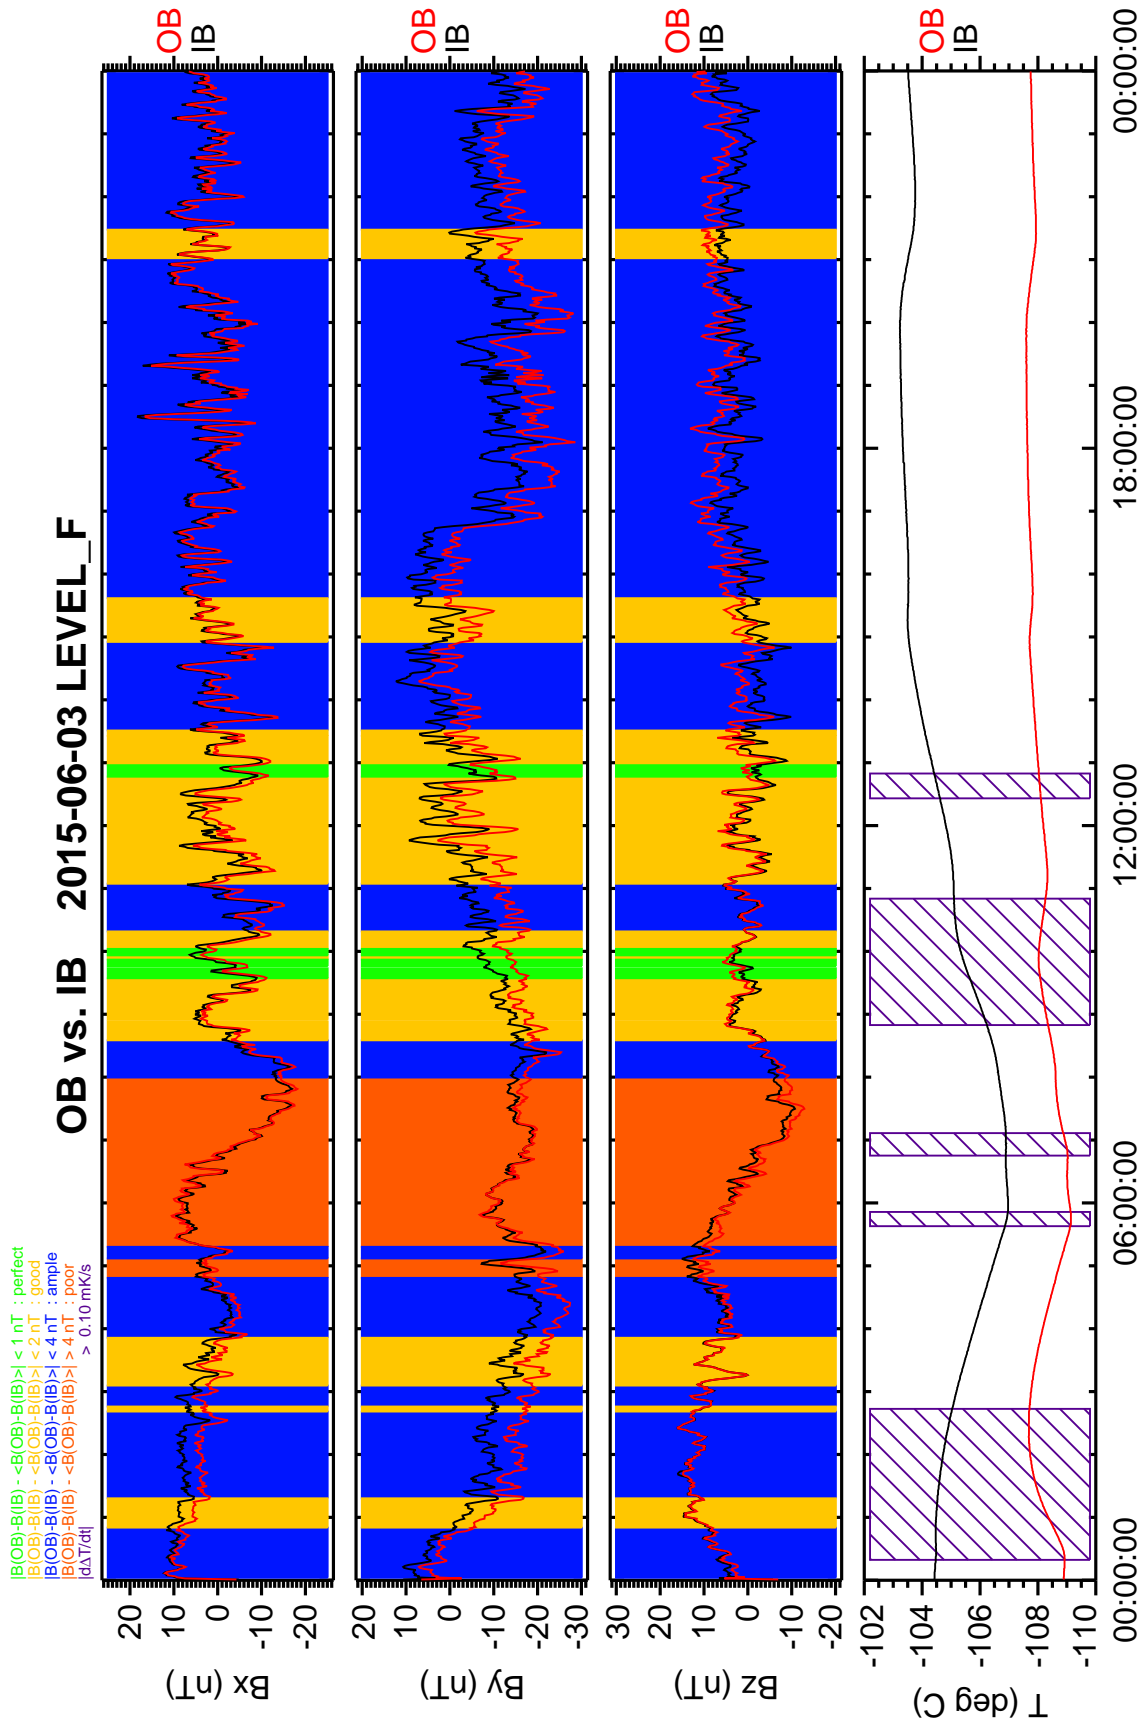 |B(OB)-B(IB) - <B(OB)-B(IB)>| < 1 nT : perfect
|B(OB)-B(IB) - <B(OB)-B(IB)>| < 2 nT : good
|B(OB)-B(IB) - <B(OB)-B(IB)>| < 4 nT : ample
|B(OB)-B(IB) - <B(OB)-B(IB)>| > 4 nT : poor
|dΔT/dt| > 0.10 mK/s
OB vs. IB 2015-06-03 LEVEL_F
Bx (nT)
20
10
0
-10
-20
OB
IB
By (nT)
20
10
0
-10
-20
-30
OB
IB
Bz (nT)
30
20
10
0
-10
-20
OB
IB
T (deg C)
-102
-104
-106
-108
-110
OB
IB
00:00:00
06:00:00
12:00:00
18:00:00
00:00:00